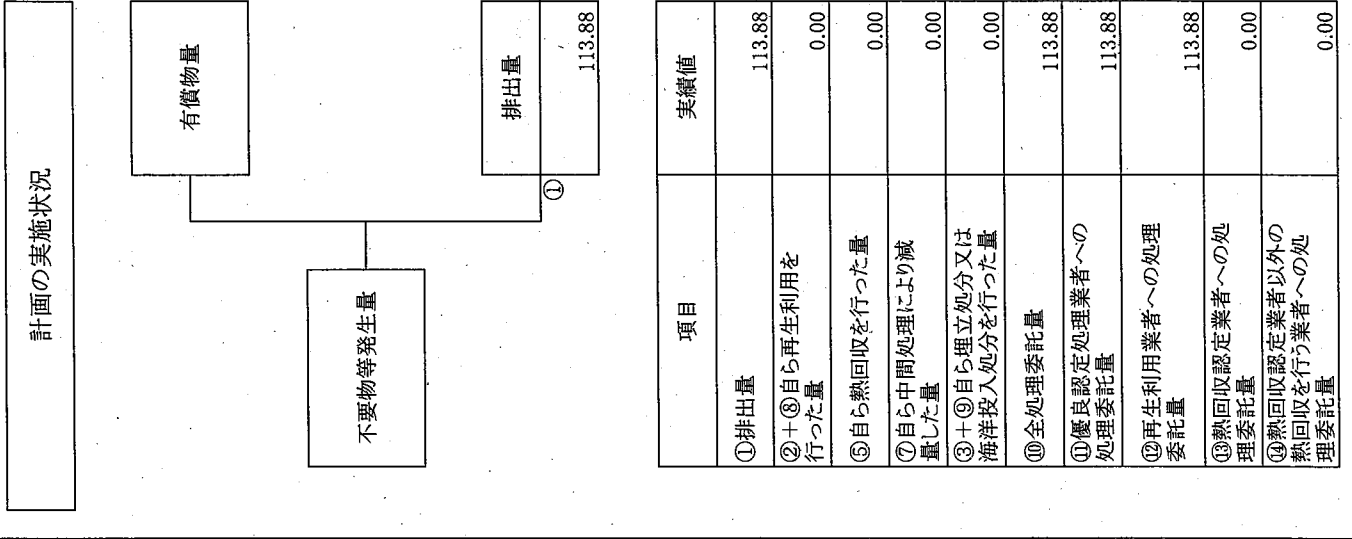 計画の実施状況
有償物量
不要物等発生量
排出量
①
113.88
項目
実績値
①排出量
113.88
②+⑧自ら再生利用を
行った量
0.00
⑤自ら熱回収を行った量
0.00
⑦自ら中間処理により減
量した量
0.00
③+⑨自ら埋立処分又は
海洋投入処分を行った量
0.00
⑩全処理委託量
113.88
⑪優良認定処理業者への
処理委託量
113.88
⑫再生利用業者への処理
委託量
113.88
⑬熱回収認定業者への処
理委託量
0.00
⑭熱回収認定業者以外の
熱回収を行う業者への処
理委託量
0.00